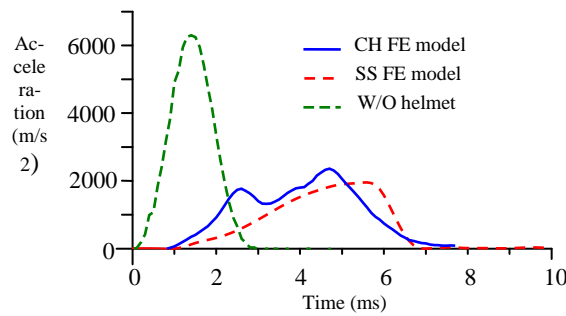 Ac-
cele
ra-
tion
(m/s
2)
6000
4000
2000
0
CH FE model
SS FE model
W/O helmet
0 2 4 6 8 10
Time (ms)